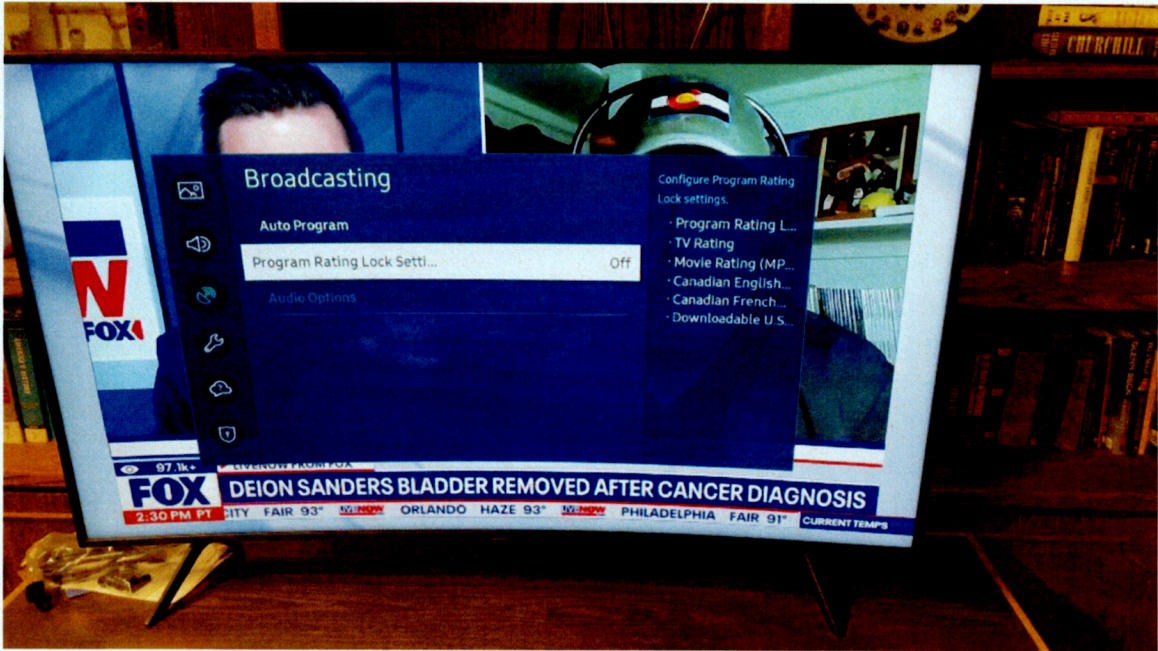 CHURCHILL
Broadcasting
Auto Program
Program Rating Lock Setti... Off
Audio Options
Configure Program Rating
Lock settings.
· Program Rating L...
· TV Rating
· Movie Rating (MP...
· Canadian English...
· Canadian French...
· Downloadable U.S...
N
FOX
97.1k+
LIVENOW FROM FOX
FOX
DEION SANDERS BLADDER REMOVED AFTER CANCER DIAGNOSIS
2:30 PM PT
CITY FAIR 93° LIVENOW ORLANDO HAZE 93° LIVENOW PHILADELPHIA FAIR 91°
CURRENT TEMPS